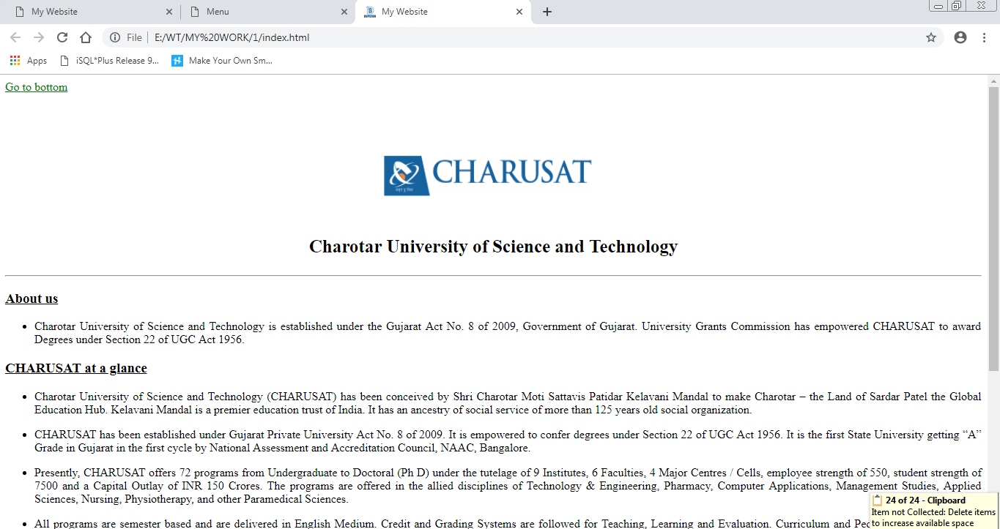 My Website
Menu
My Website
File
E:/WT/MY%20WORK/1/index.html
Apps
iSQL*Plus Release 9...
Make Your Own Sm...
Go to bottom
CHARUSAT
Charotar University of Science and Technology
About us
Charotar University of Science and Technology is established under the Gujarat Act No. 8 of 2009, Government of Gujarat. University Grants Commission has empowered CHARUSAT to award
Degrees under Section 22 of UGC Act 1956.
CHARUSAT at a glance
Charotar University of Science and Technology (CHARUSAT) has been conceived by Shri Charotar Moti Sattavis Patidar Kelavani Mandal to make Charotar – the Land of Sardar Patel the Global
Education Hub. Kelavani Mandal is a premier education trust of India. It has an ancestry of social service of more than 125 years old social organization.
CHARUSAT has been established under Gujarat Private University Act No. 8 of 2009. It is empowered to confer degrees under Section 22 of UGC Act 1956. It is the first State University getting “A”
Grade in Gujarat in the first cycle by National Assessment and Accreditation Council, NAAC, Bangalore.
Presently, CHARUSAT offers 72 programs from Undergraduate to Doctoral (Ph D) under the tutelage of 9 Institutes, 6 Faculties, 4 Major Centres / Cells, employee strength of 550, student strength of
7500 and a Capital Outlay of INR 150 Crores. The programs are offered in the allied disciplines of Technology & Engineering, Pharmacy, Computer Applications, Management Studies, Applied
Sciences, Nursing, Physiotherapy, and other Paramedical Sciences.
All programs are semester based and are delivered in English Medium. Credit and Grading Systems are followed for Teaching, Learning and Evaluation. Curriculum and
24 of 24 - Clipboard
Item not Collected: Delete items
to increase available space